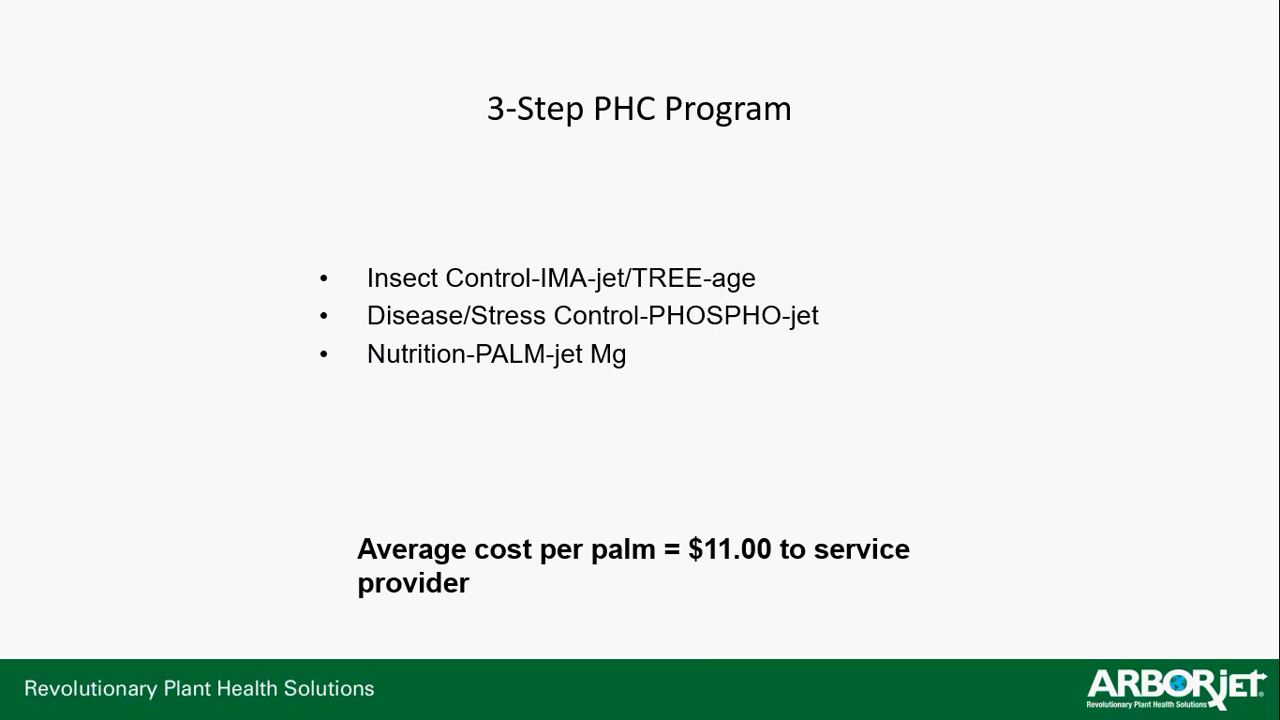 3-Step PHC Program
• Insect Control-IMA-jet/TREE-age
• Disease/Stress Control-PHOSPHO-jet
• Nutrition-PALM-jet Mg
Average cost per palm = $11.00 to service
provider
Revolutionary Plant Health Solutions
ARBORjET®
Revolutionary Plant Health Solutions